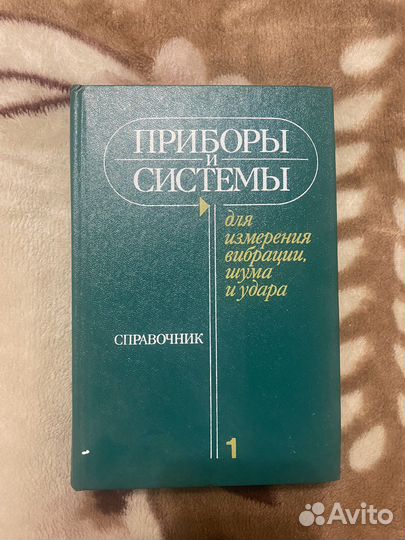 ПРИБОРЫ
И
СИСТЕМЫ
для
измерения
вибрации,
шума
и удара
СПРАВОЧНИК
1
Avito